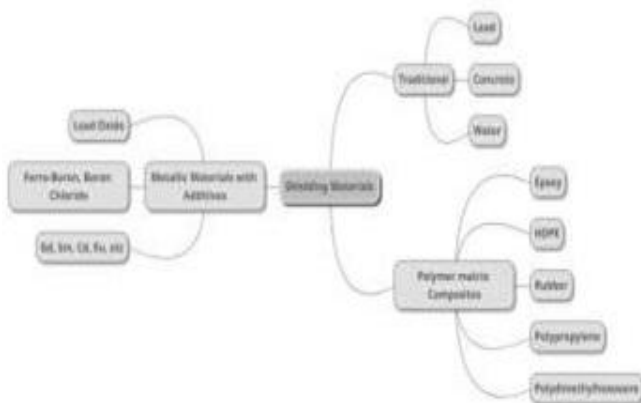 Lead
Traditional
Concrete
Water
Lead Oxide
Ferro-Boron, Boron
Chloride
Metallic Materials with
Additives
Shielding Materials
Gd, Sm, Cd, Eu, etc
Epoxy
HDPE
Polymer matrix
Composites
Rubber
Polypropylene